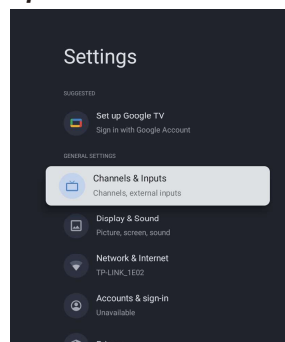 Settings
SUGGESTED
Set up Google TV
Sign in with Google Account
GENERAL SETTINGS
Channels & Inputs
Channels, external inputs
Display & Sound
Picture, screen, sound
Network & Internet
TP-LINK_1E02
Accounts & sign-in
Unavailable